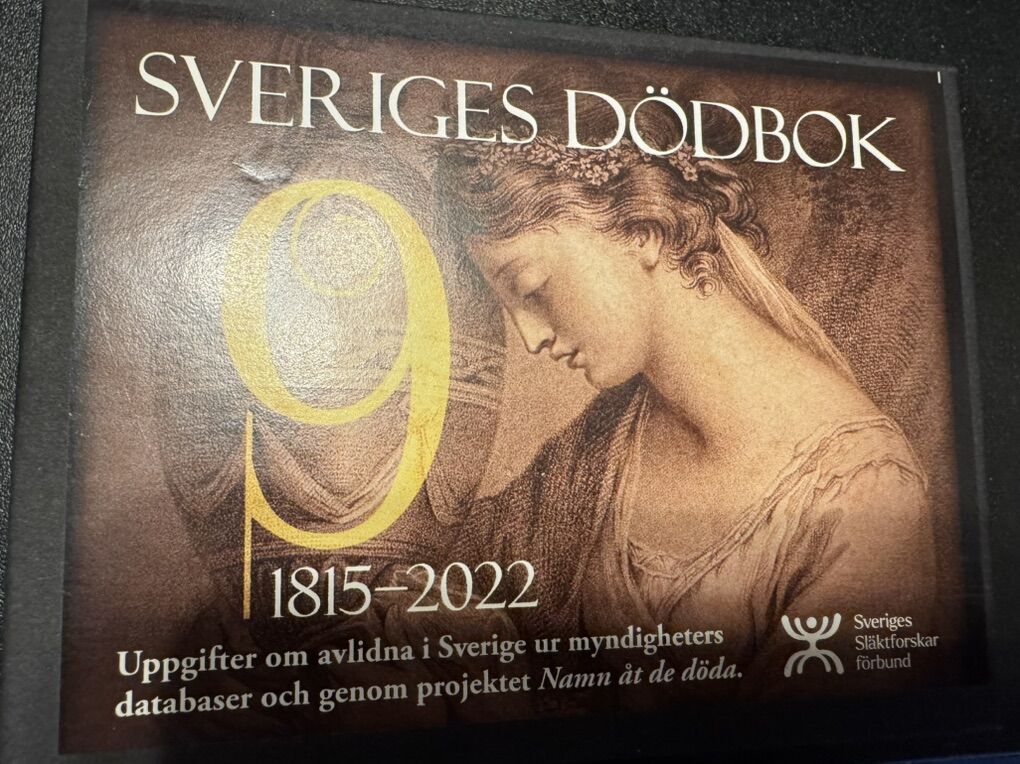 SVERIGES DÖDBOK
9
1815–2022
Uppgifter om avlidna i Sverige ur myndigheters
databaser och genom projektet Namn åt de döda.
Sveriges
Släktforskar
förbund